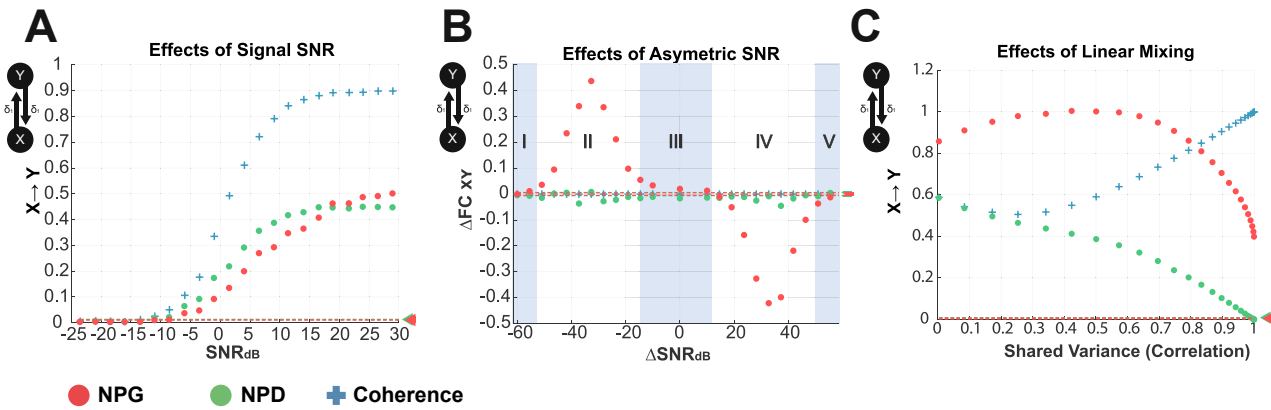 A
Effects of Signal SNR
Y
δt
δt
X
X→ Y
1
0.9
0.8
0.7
0.6
0.5
0.4
0.3
0.2
0.1
0
-25 -20 -15 -10 -5 0 5 10 15 20 25 30
SNRdB
B
Effects of Asymetric SNR
Y
δt
δt
X
ΔFC XY
0.5
0.4
0.3
0.2
0.1
0
-0.1
-0.2
-0.3
-0.4
-0.5
I II III IV V
-60 -40 -20 0 20 40
ΔSNRdB
C
Effects of Linear Mixing
Y
δt
δt
X
X→ Y
1.2
1
0.8
0.6
0.4
0.2
0
0 0.1 0.2 0.3 0.4 0.5 0.6 0.7 0.8 0.9 1
Shared Variance (Correlation)
NPG NPD Coherence